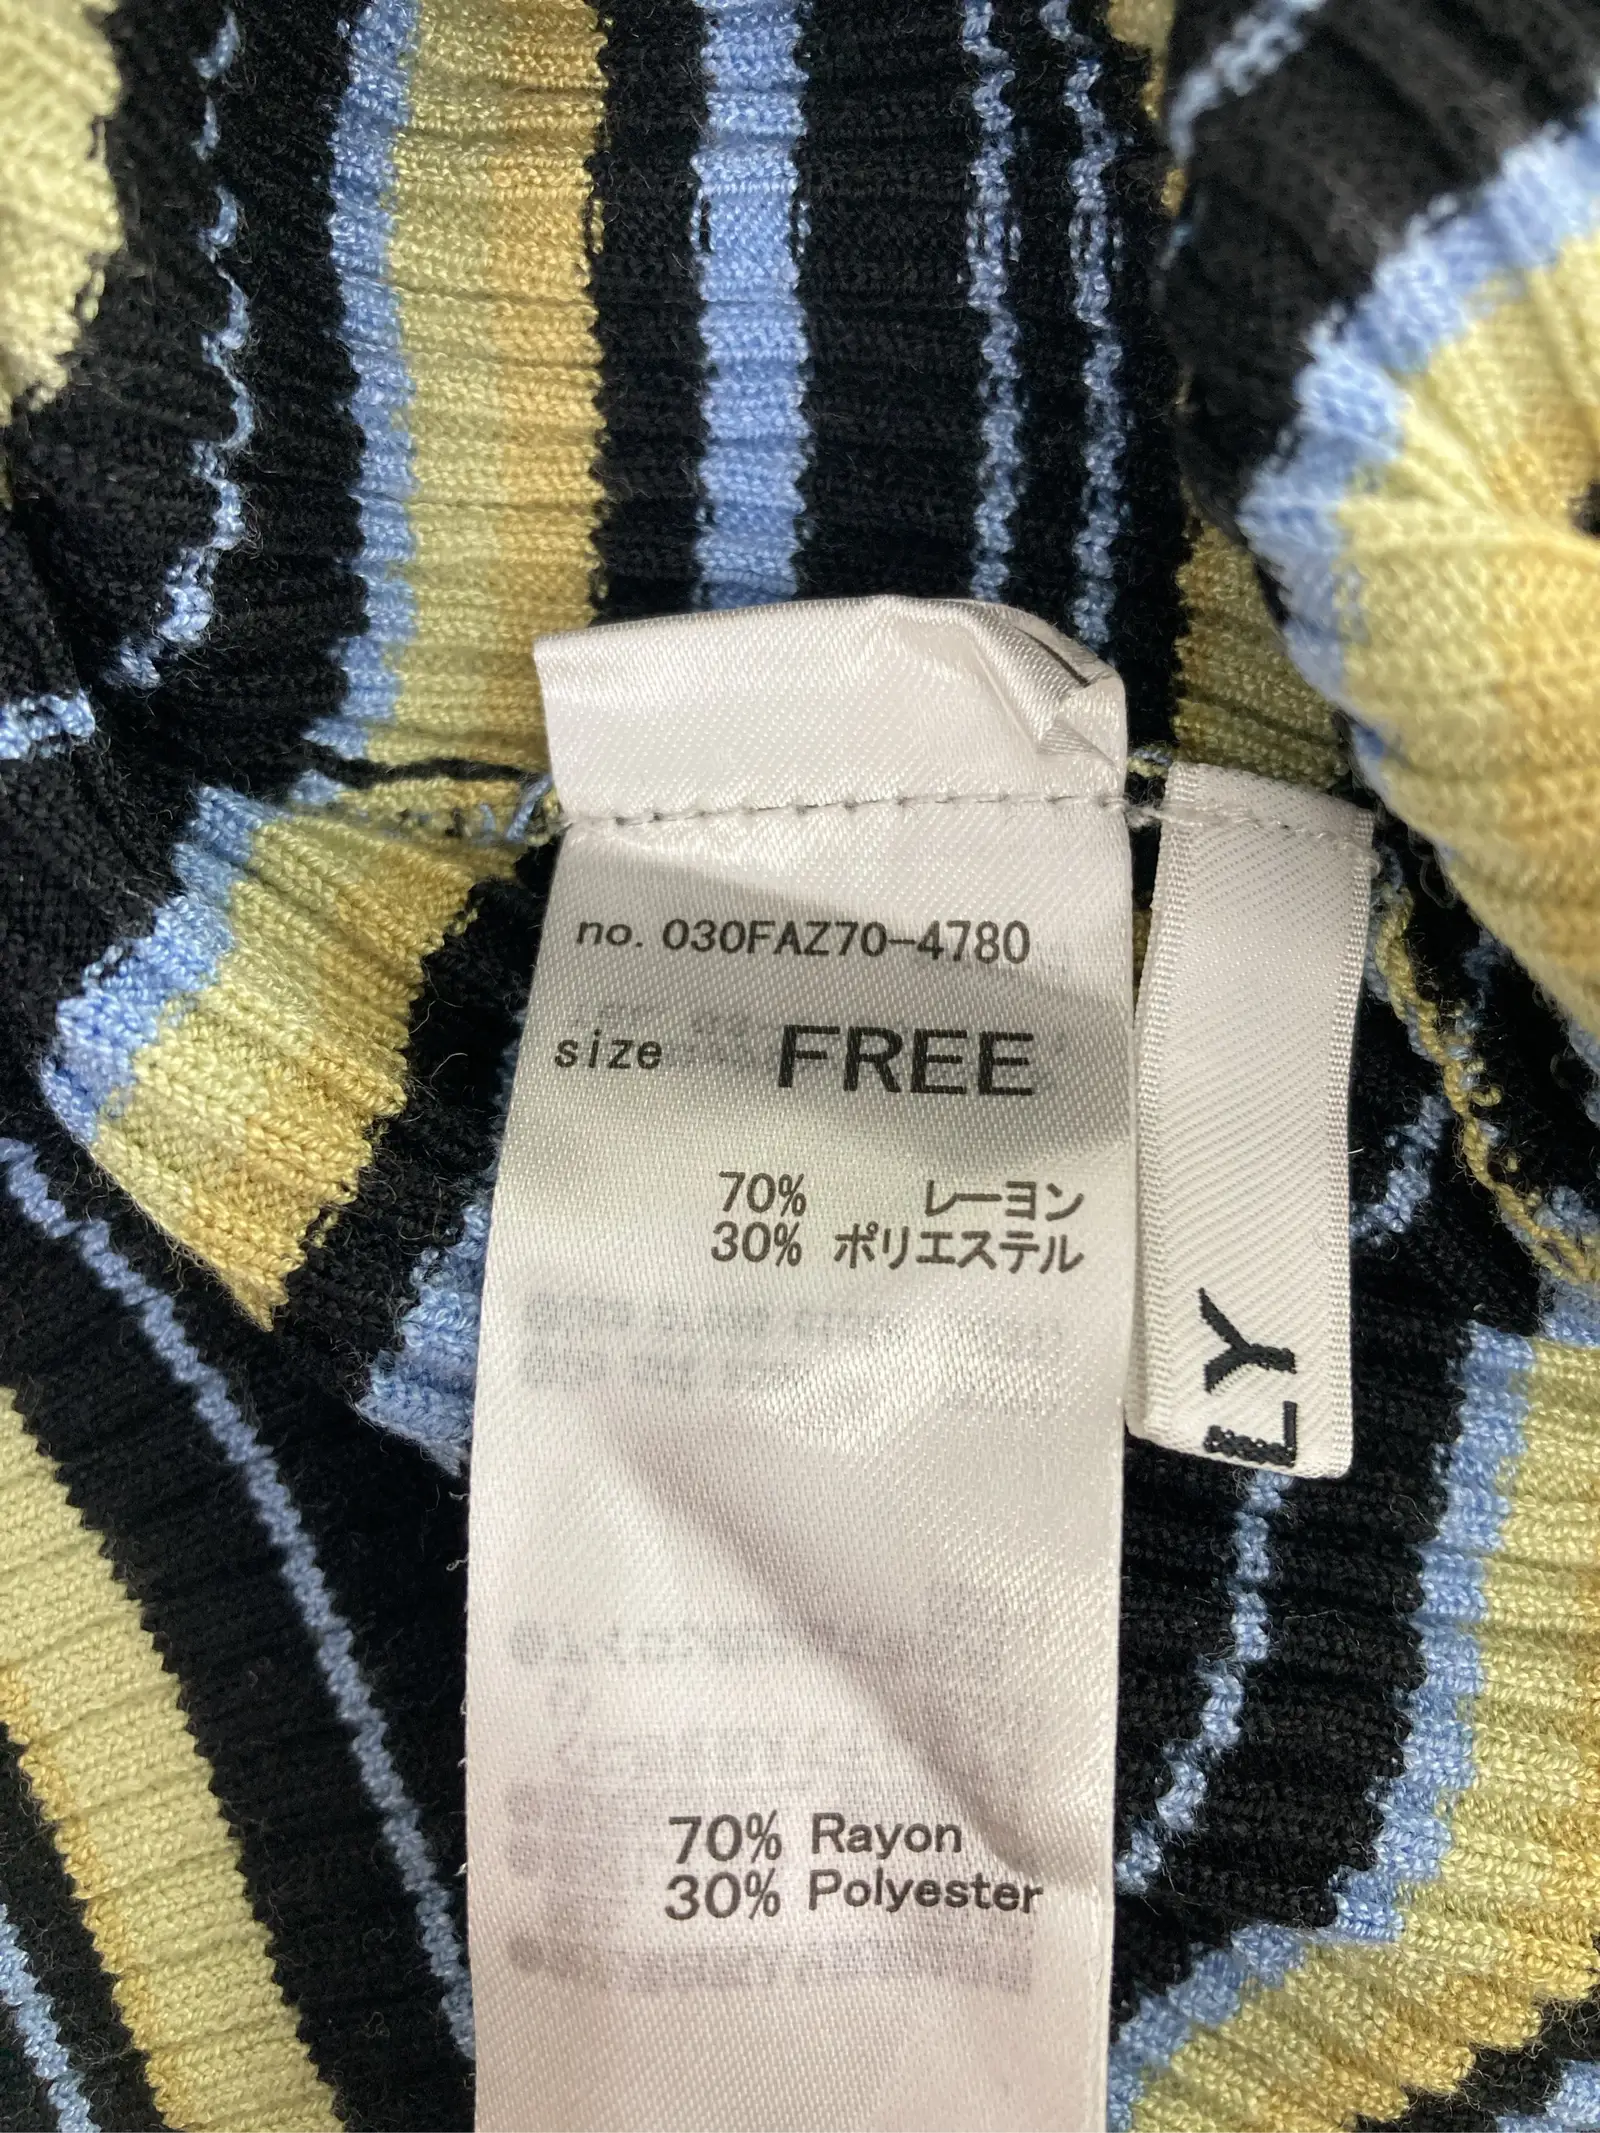 no. 030FAZ70-4780
size FREE
70% レーヨン
30% ポリエステル
70% Rayon
30% Polyester
LY